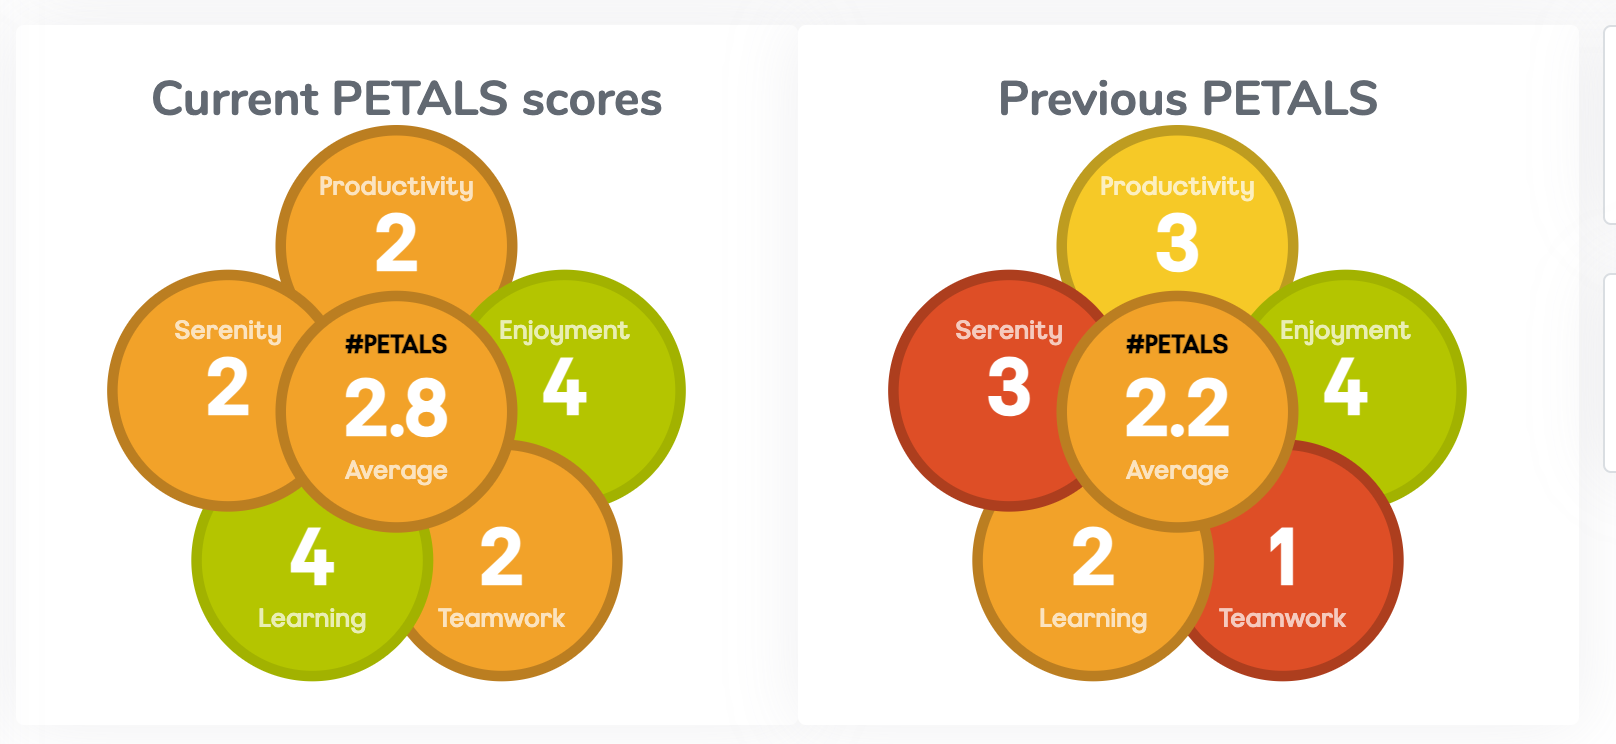 Current PETALS scores
Productivity
2
Serenity
2
#PETALS
2.8
Average
Enjoyment
4
4
Learning
2
Teamwork
Previous PETALS
Productivity
3
Serenity
3
#PETALS
2.2
Average
Enjoyment
4
2
Learning
1
Teamwork